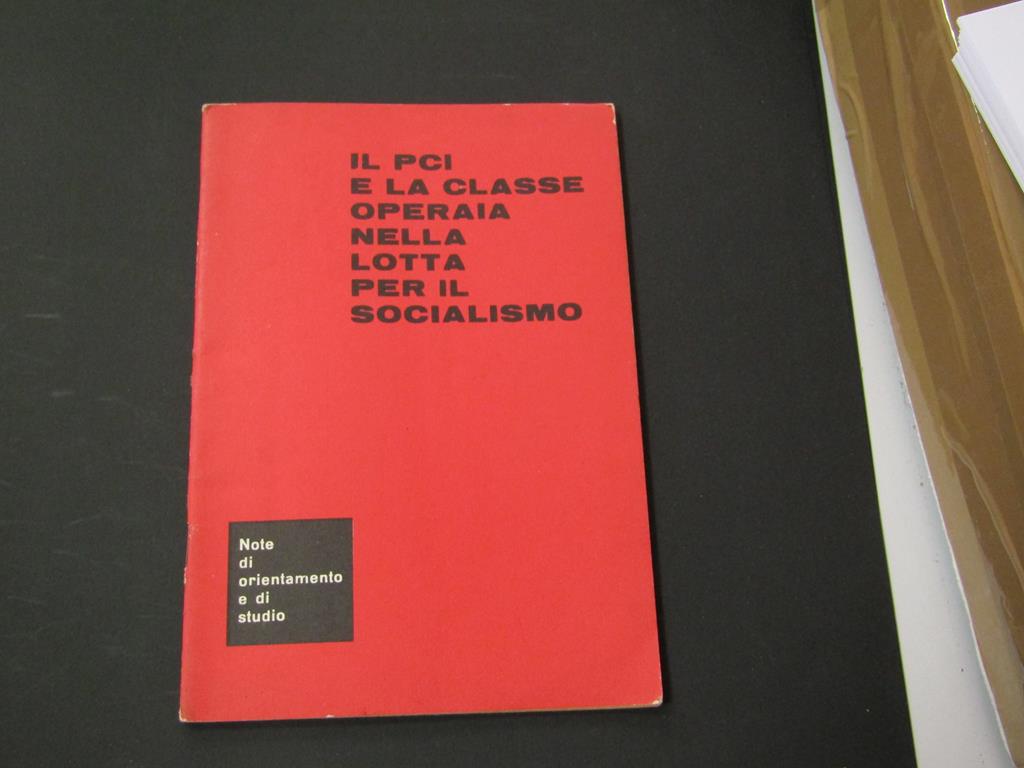 IL PCI
E LA CLASSE
OPERAIA
NELLA
LOTTA
PER IL
SOCIALISMO
Note
di
orientamento
e di
studio